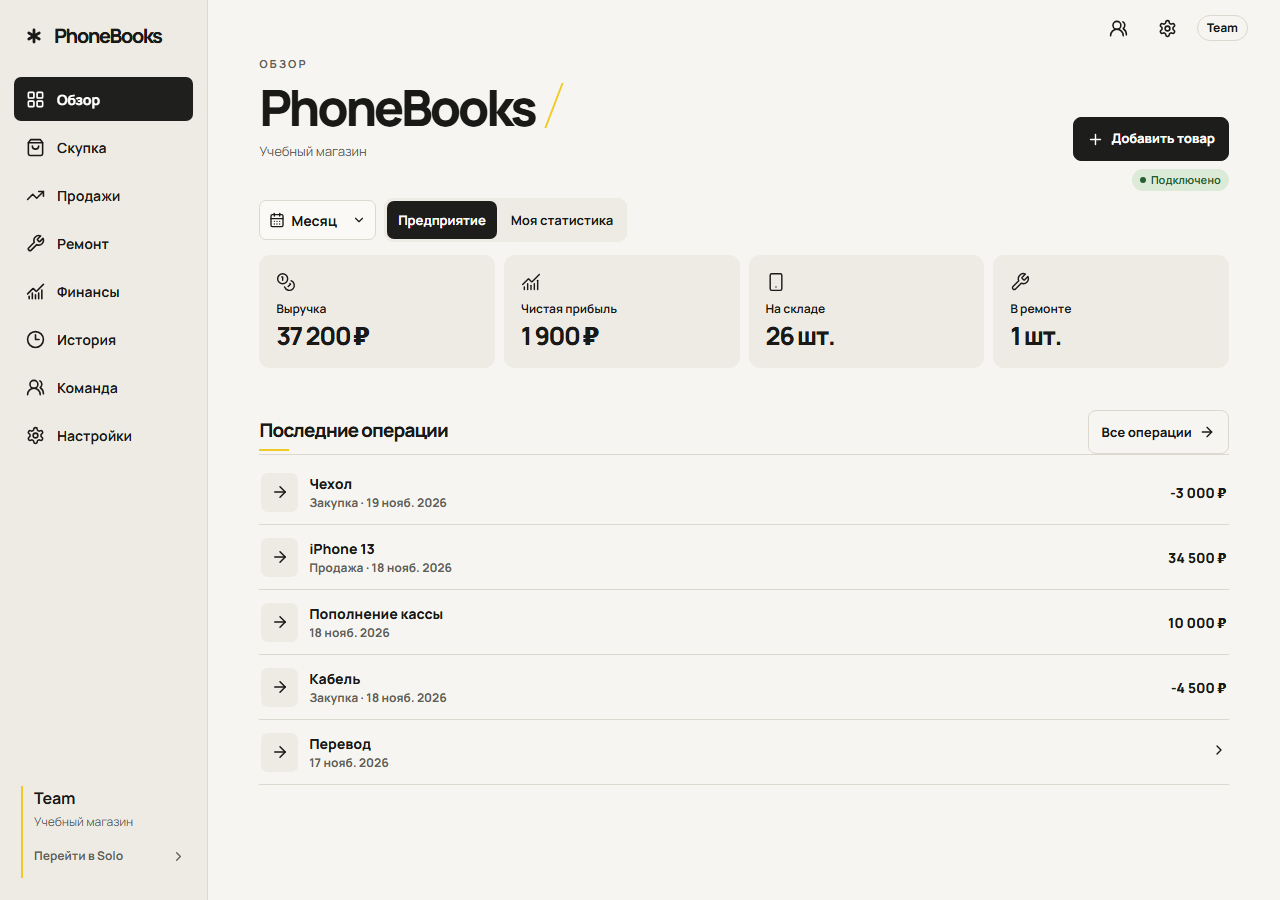 PhoneBooks
Обзор
Скупка
Продажи
Ремонт
Финансы
История
Команда
Настройки
Team
Учебный магазин
Перейти в Solo
Team
ОБЗОР
PhoneBooks /
Учебный магазин
Добавить товар
Подключено
Месяц
Предприятие
Моя статистика
Выручка
37 200 ₽
Чистая прибыль
1 900 ₽
На складе
26 шт.
В ремонте
1 шт.
Последние операции
Все операции
Чехол
Закупка · 19 нояб. 2026
-3 000 ₽
iPhone 13
Продажа · 18 нояб. 2026
34 500 ₽
Пополнение кассы
18 нояб. 2026
10 000 ₽
Кабель
Закупка · 18 нояб. 2026
-4 500 ₽
Перевод
17 нояб. 2026